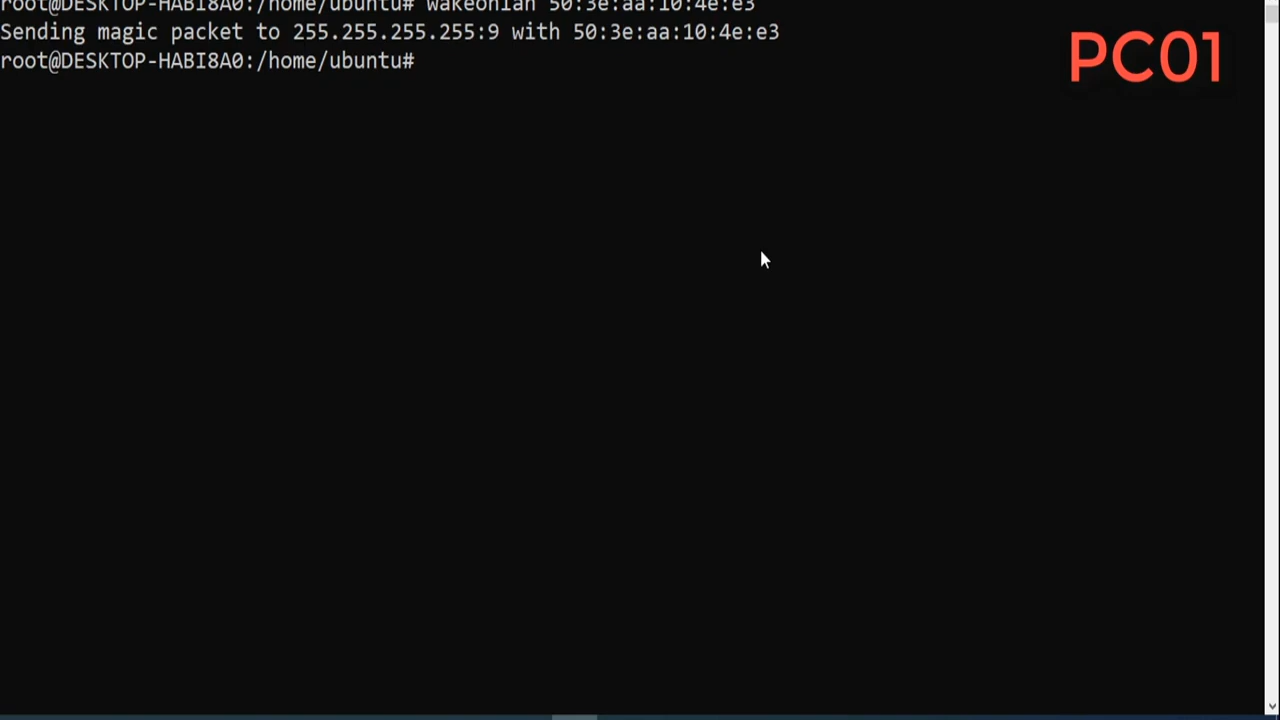 root@DESKTOP-HABI8A0:/home/ubuntu# wakeonlan 50:3e:aa:10:4e:e3
Sending magic packet to 255.255.255.255:9 with 50:3e:aa:10:4e:e3
root@DESKTOP-HABI8A0:/home/ubuntu#
PC01